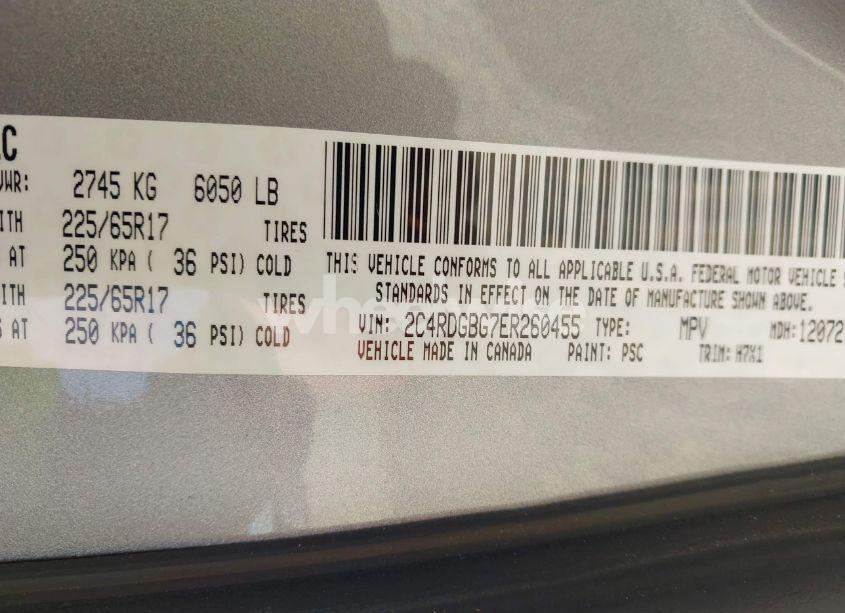 VWR: 2745 KG 6050 LB
ITH 225/65R17 TIRES
AT 250 KPA ( 36 PSI) COLD
ITH 225/65R17 TIRES
S AT 250 KPA ( 36 PSI) COLD
THIS VEHICLE CONFORMS TO ALL APPLICABLE U.S.A. FEDERAL MOTOR VEHICLE S
STANDARDS IN EFFECT ON THE DATE OF MANUFACTURE SHOWN ABOVE.
VIN: 2C4RDGBG7ER260455 TYPE: MPV MDH: 12072
VEHICLE MADE IN CANADA PAINT: PSC TRIM: H7X1